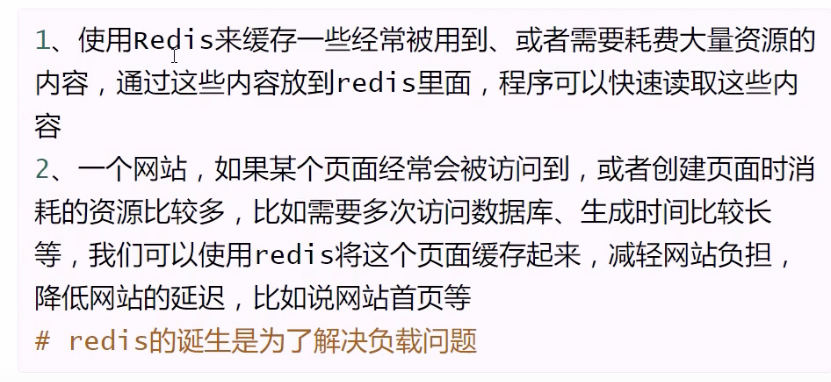 1、使用Redis来缓存一些经常被用到、或者需要耗费大量资源的
内容，通过这些内容放到redis里面，程序可以快速读取这些内
容
2、一个网站，如果某个页面经常会被访问到，或者创建页面时消
耗的资源比较多，比如需要多次访问数据库、生成时间比较长
等，我们可以使用redis将这个页面缓存起来，减轻网站负担，
降低网站的延迟，比如说网站首页等
# redis的诞生是为了解决负载问题